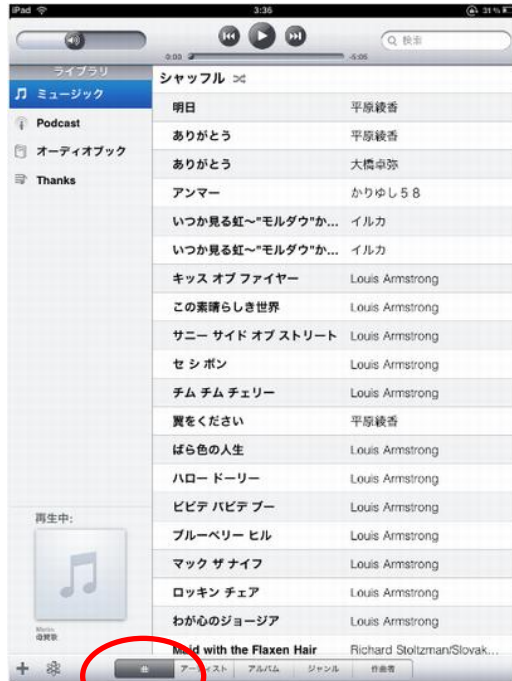 iPad 3:36 31 %
検索
0:00 -5:05
ライブラリ
ミュージック
Podcast
オーディオブック
Thanks
シャッフル
明日 平原綾香
ありがとう 平原綾香
ありがとう 大橋卓弥
アンマー かりゆし58
いつか見る虹〜"モルダウ"か... イルカ
いつか見る虹〜"モルダウ"か... イルカ
キッス オブ ファイヤー Louis Armstrong
この素晴らしき世界 Louis Armstrong
サニー サイド オブ ストリート Louis Armstrong
セ シ ボン Louis Armstrong
チム チム チェリー Louis Armstrong
翼をください 平原綾香
ばら色の人生 Louis Armstrong
ハロー ドーリー Louis Armstrong
ビビデ バビデ ブー Louis Armstrong
ブルーベリー ヒル Louis Armstrong
マック ザ ナイフ Louis Armstrong
ロッキン チェア Louis Armstrong
わが心のジョージア Louis Armstrong
Maid with the Flaxen Hair Richard Stoltzman/Slovak...
再生中:
曲 アーティスト アルバム ジャンル 作曲者